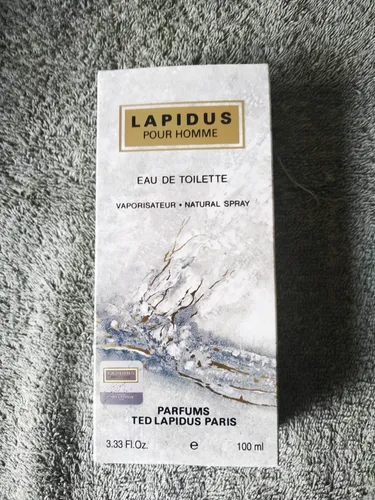 LAPIDUS
POUR HOMME
EAU DE TOILETTE
VAPORISATEUR • NATURAL SPRAY
PARFUMS
TED LAPIDUS PARIS
3.33 Fl.Oz. e 100 ml